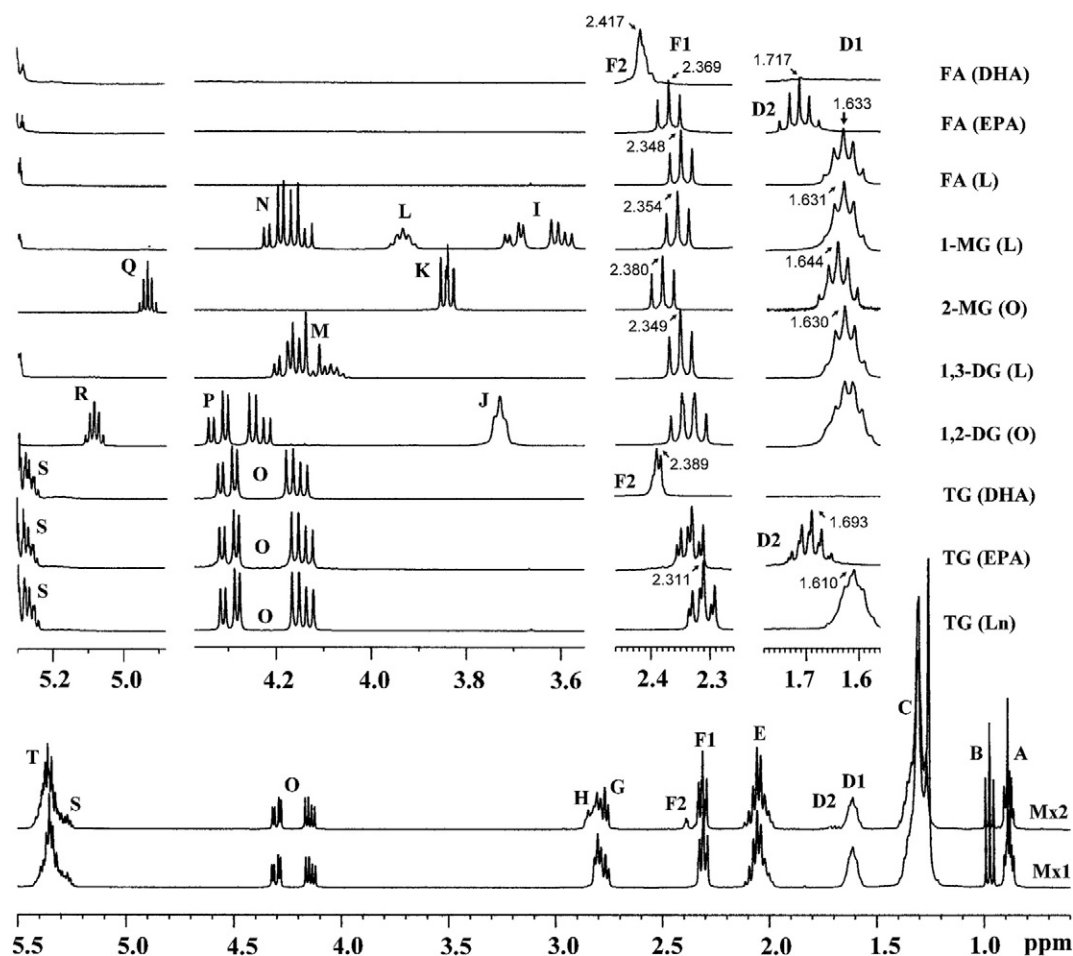 2.417
F1
D1
F2
1.717
FA (DHA)
2.369
D2
1.633
FA (EPA)
2.348
FA (L)
N
L
I
2.354
1.631
1-MG (L)
Q
K
2.380
1.644
2-MG (O)
M
2.349
1.630
1,3-DG (L)
R
P
J
1,2-DG (O)
S
O
F2
2.389
TG (DHA)
S
O
D2
1.693
TG (EPA)
S
O
2.311
1.610
TG (Ln)
5.2 5.0 4.2 4.0 3.8 3.6 2.4 2.3 1.7 1.6
T
S
O
H
G
F2
F1
E
D2
D1
C
B
A
Mx2
Mx1
5.5 5.0 4.5 4.0 3.5 3.0 2.5 2.0 1.5 1.0 ppm